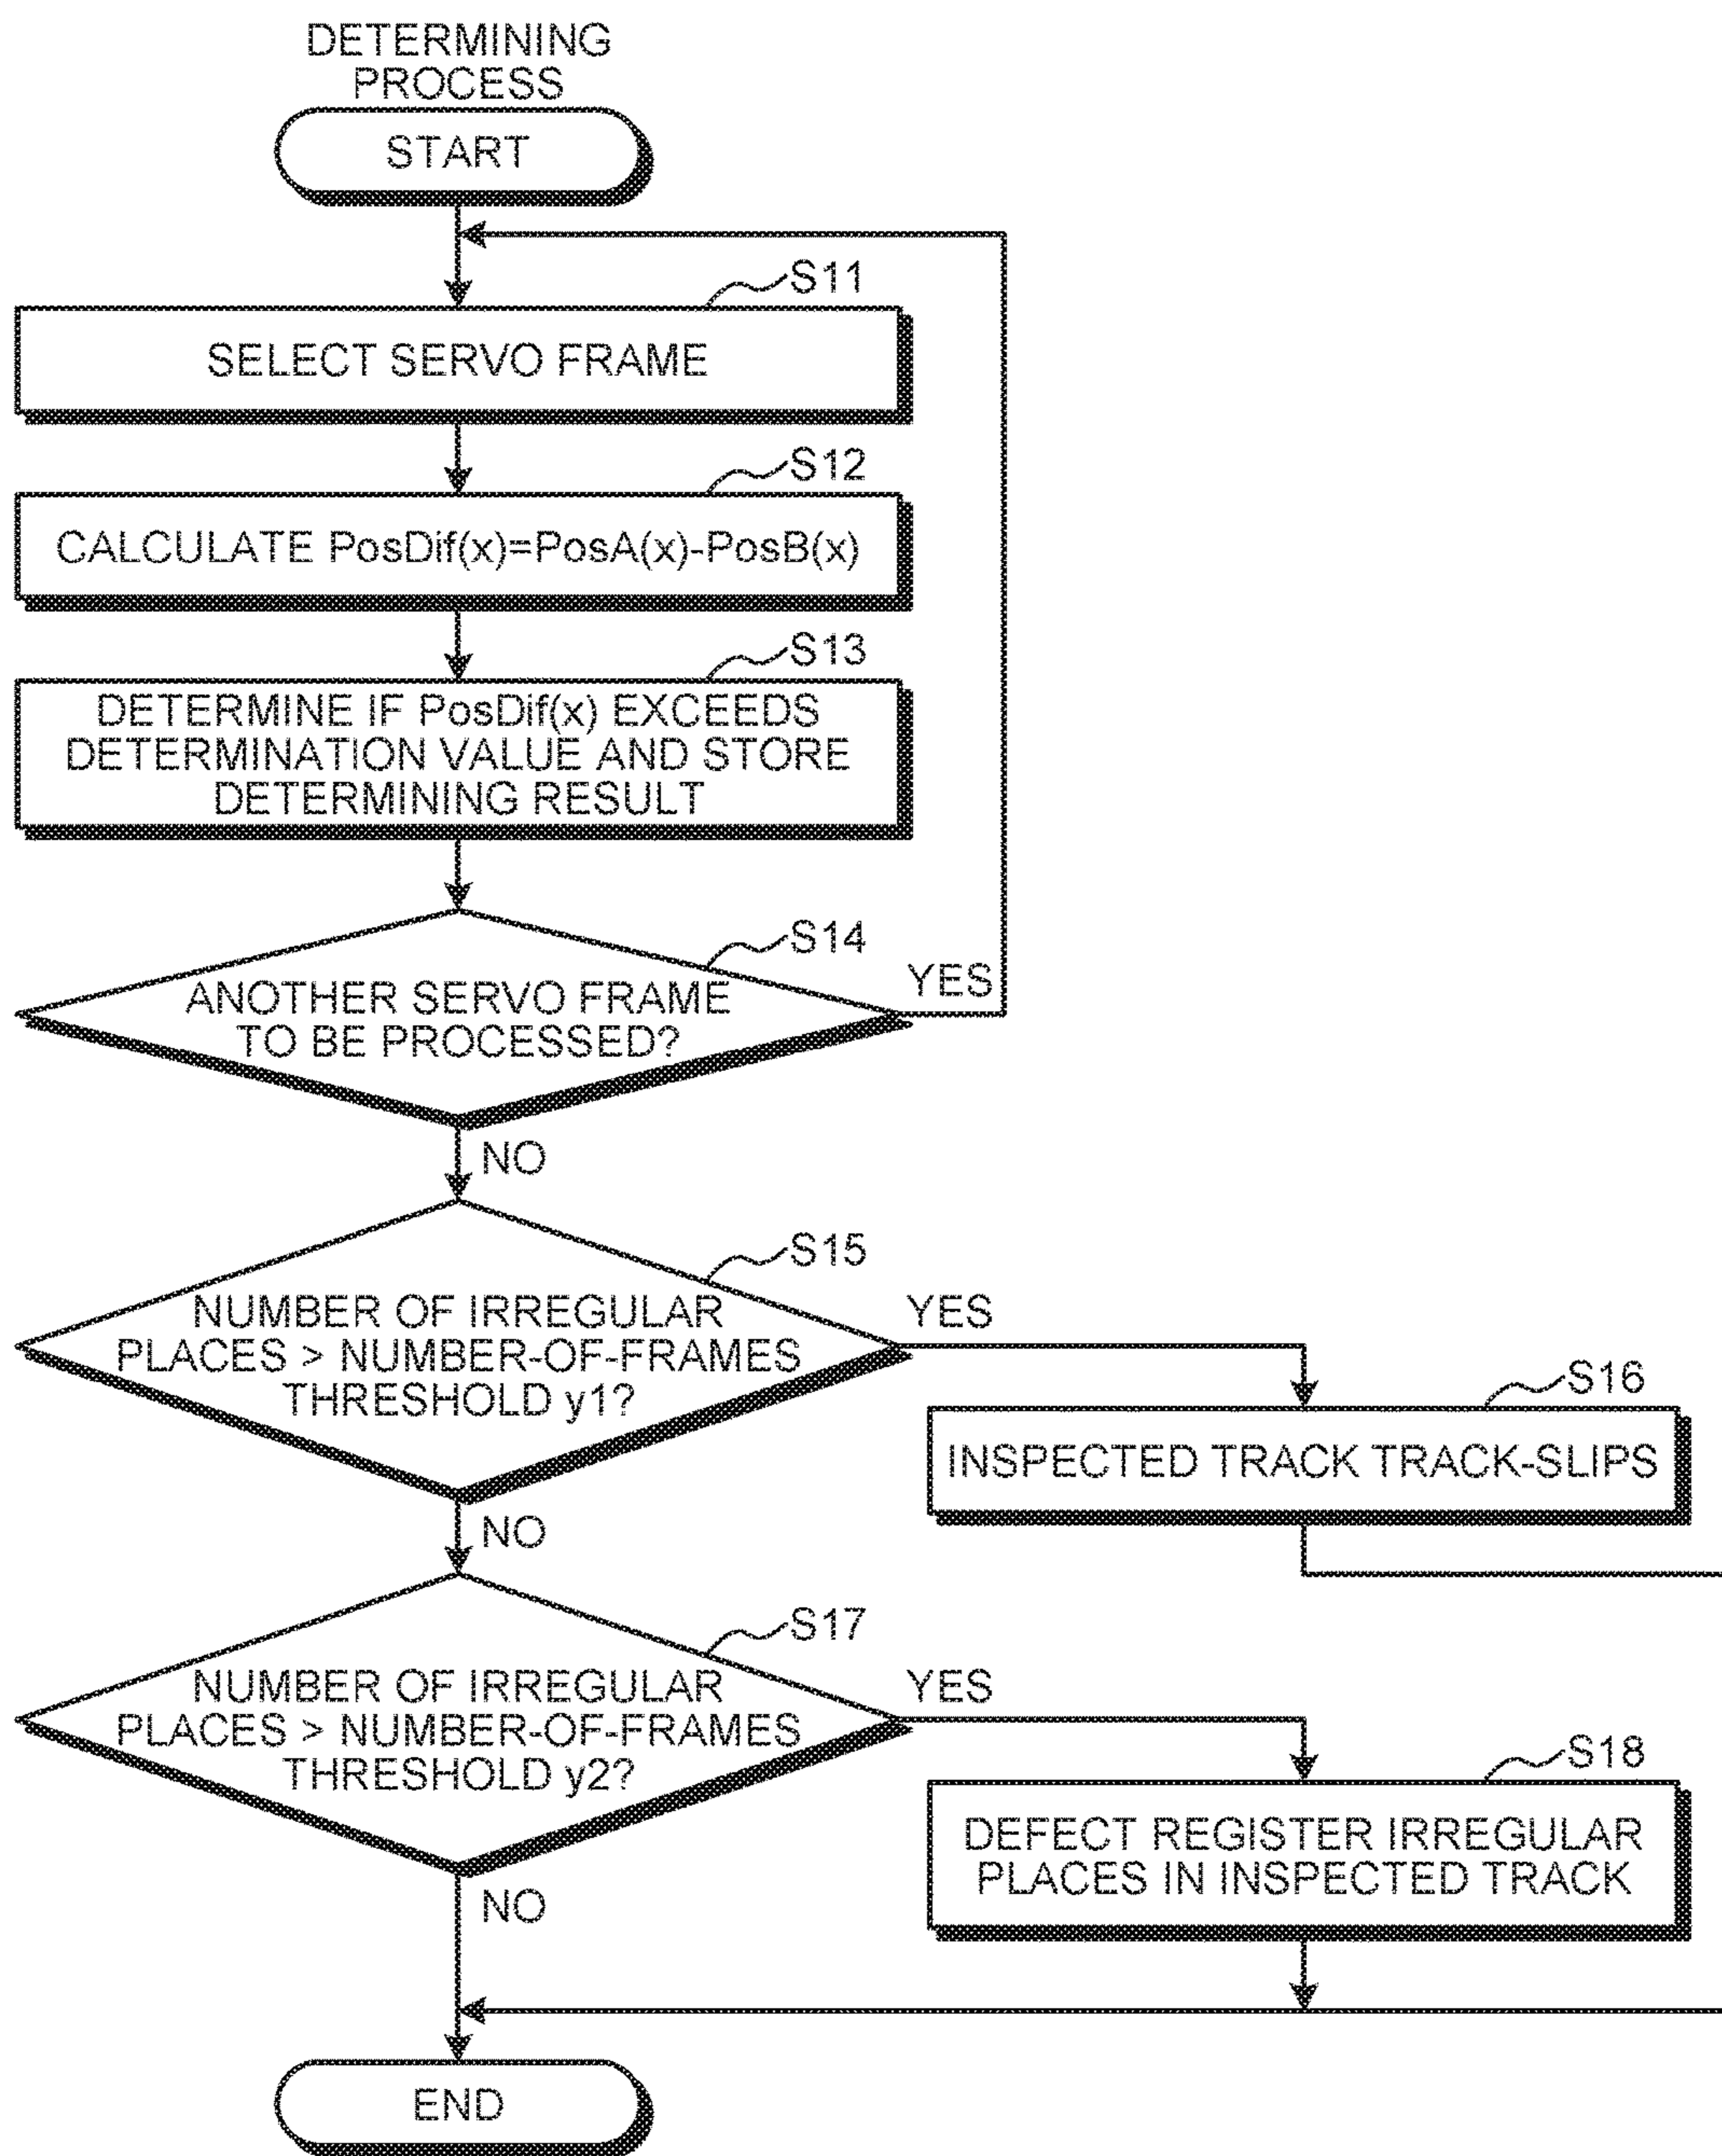 DETERMINING
PROCESS
START
S11
SELECT SERVO FRAME
S12
CALCULATE PosDif(x)=PosA(x)-PosB(x)
S13
DETERMINE IF PosDif(x) EXCEEDS
DETERMINATION VALUE AND STORE
DETERMINING RESULT
S14
ANOTHER SERVO FRAME
TO BE PROCESSED?
YES
NO
S15
NUMBER OF IRREGULAR
PLACES > NUMBER-OF-FRAMES
THRESHOLD y1?
YES
S16
INSPECTED TRACK TRACK-SLIPS
NO
S17
NUMBER OF IRREGULAR
PLACES > NUMBER-OF-FRAMES
THRESHOLD y2?
YES
S18
DEFECT REGISTER IRREGULAR
PLACES IN INSPECTED TRACK
NO
END